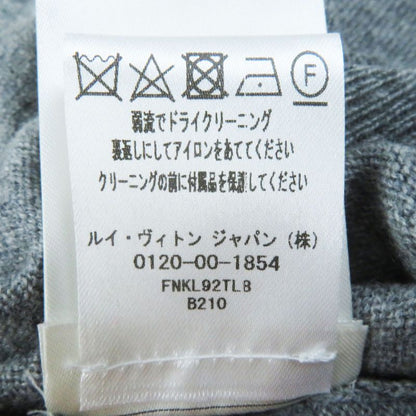 F
弱流でドライクリーニング
裏返しにしてアイロンをあててください
クリーニングの前に付属品を保護してください
ルイ・ヴィトン ジャパン (株)
0120-00-1854
FNKL92TLB
B210